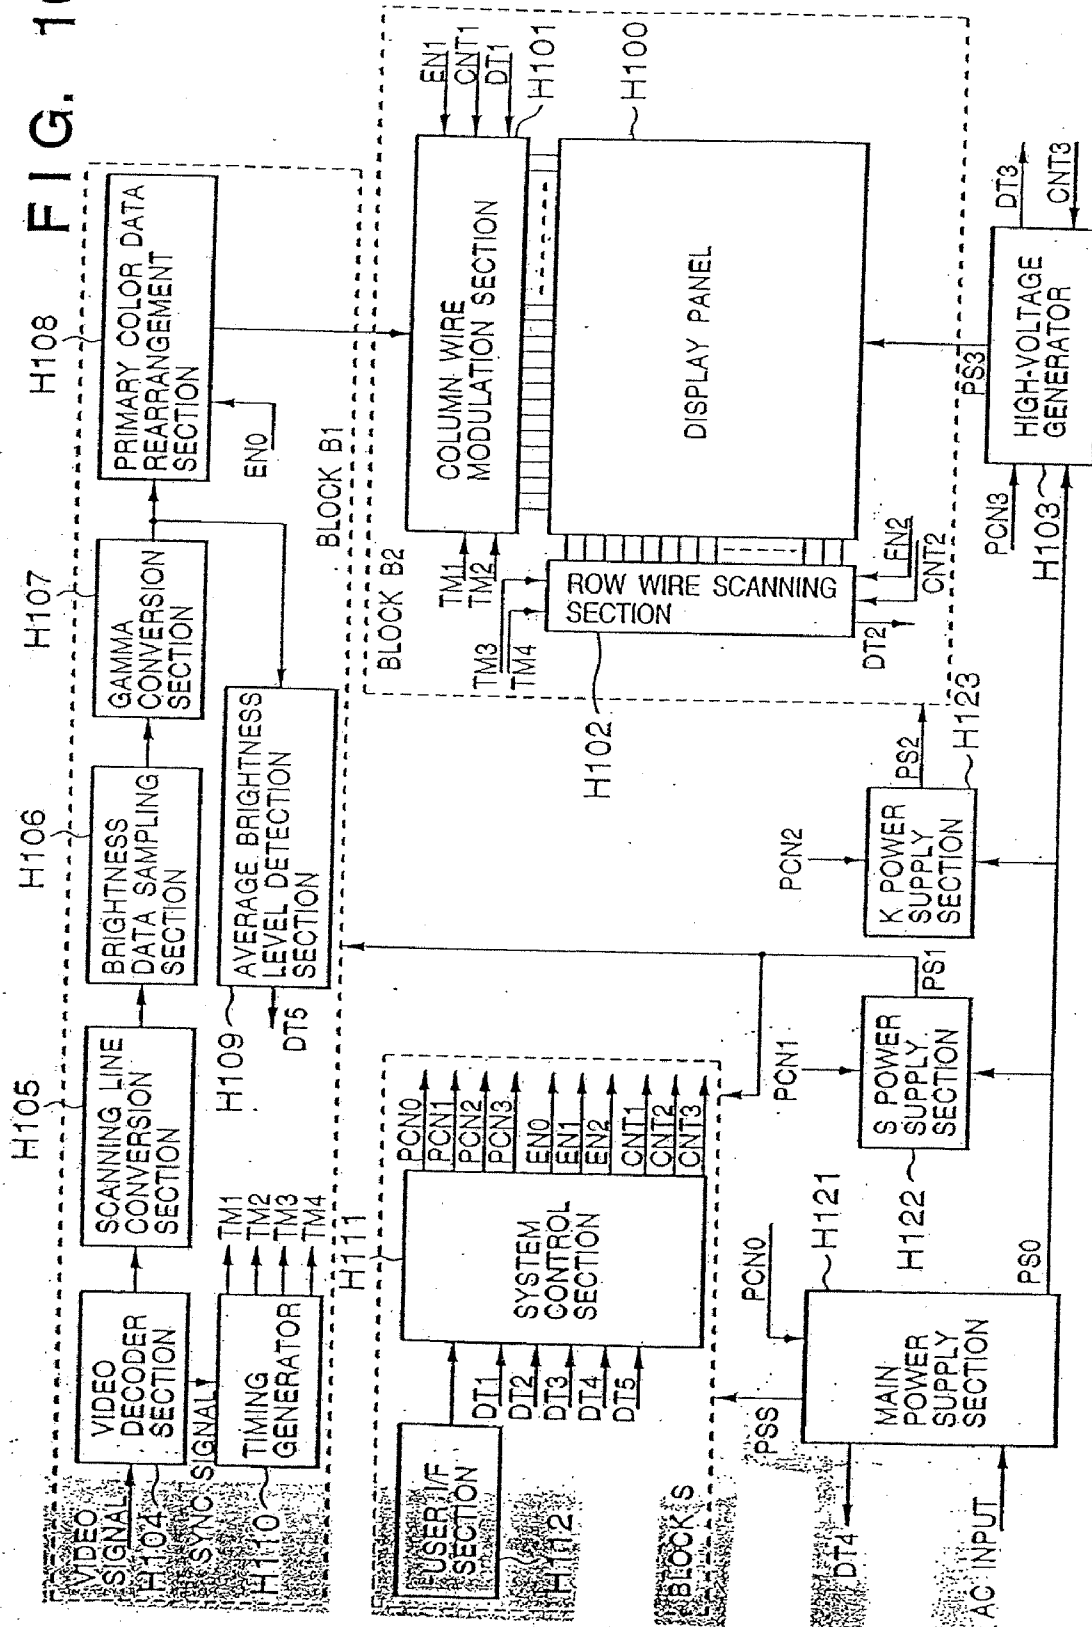 FIG. 1
H105
H106
H107
H108
VIDEO
SIGNAL
VIDEO
DECODER
SECTION
SCANNING LINE
CONVERSION
SECTION
BRIGHTNESS
DATA SAMPLING
SECTION
GAMMA
CONVERSION
SECTION
PRIMARY COLOR DATA
REARRANGEMENT
SECTION
H104
SYNC SIGNAL
TIMING
GENERATOR
H110
TM1
TM2
TM3
TM4
H109
AVERAGE BRIGHTNESS
LEVEL DETECTION
SECTION
DT5
EN0
BLOCK B1
H111
USER I/F
SECTION
H112
DT1
DT2
DT3
DT4
DT5
SYSTEM
CONTROL
SECTION
PCN0
PCN1
PCN2
PCN3
EN0
EN1
EN2
CNT1
CNT2
CNT3
BLOCK S
BLOCK B2
TM1
TM2
TM3
TM4
COLUMN WIRE
MODULATION SECTION
EN1
CNT1
DT1
H101
H100
ROW WIRE SCANNING
SECTION
H102
DT2
EN2
CNT2
DISPLAY PANEL
PSS
DT4
AC INPUT
MAIN
POWER
SUPPLY
SECTION
PCN0
H121
PS0
PCN1
S POWER
SUPPLY
SECTION
H122
PS1
PCN2
K POWER
SUPPLY
SECTION
PS2
H123
PCN3
H103
HIGH-VOLTAGE
GENERATOR
PS3
DT3
CNT3